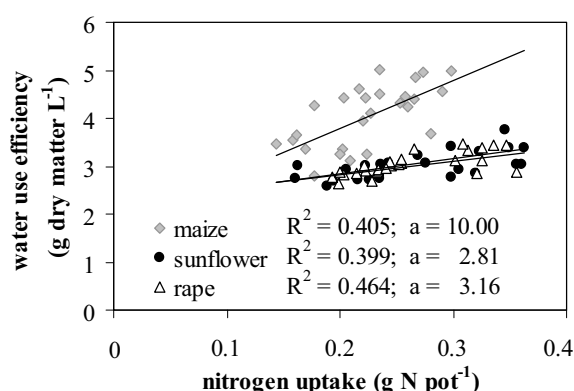 water use efficiency
(g dry matter L⁻¹)
6
5
4
3
2
1
0
maize R² = 0.405; a = 10.00
sunflower R² = 0.399; a = 2.81
rape R² = 0.464; a = 3.16
0 0.1 0.2 0.3 0.4
nitrogen uptake (g N pot⁻¹)